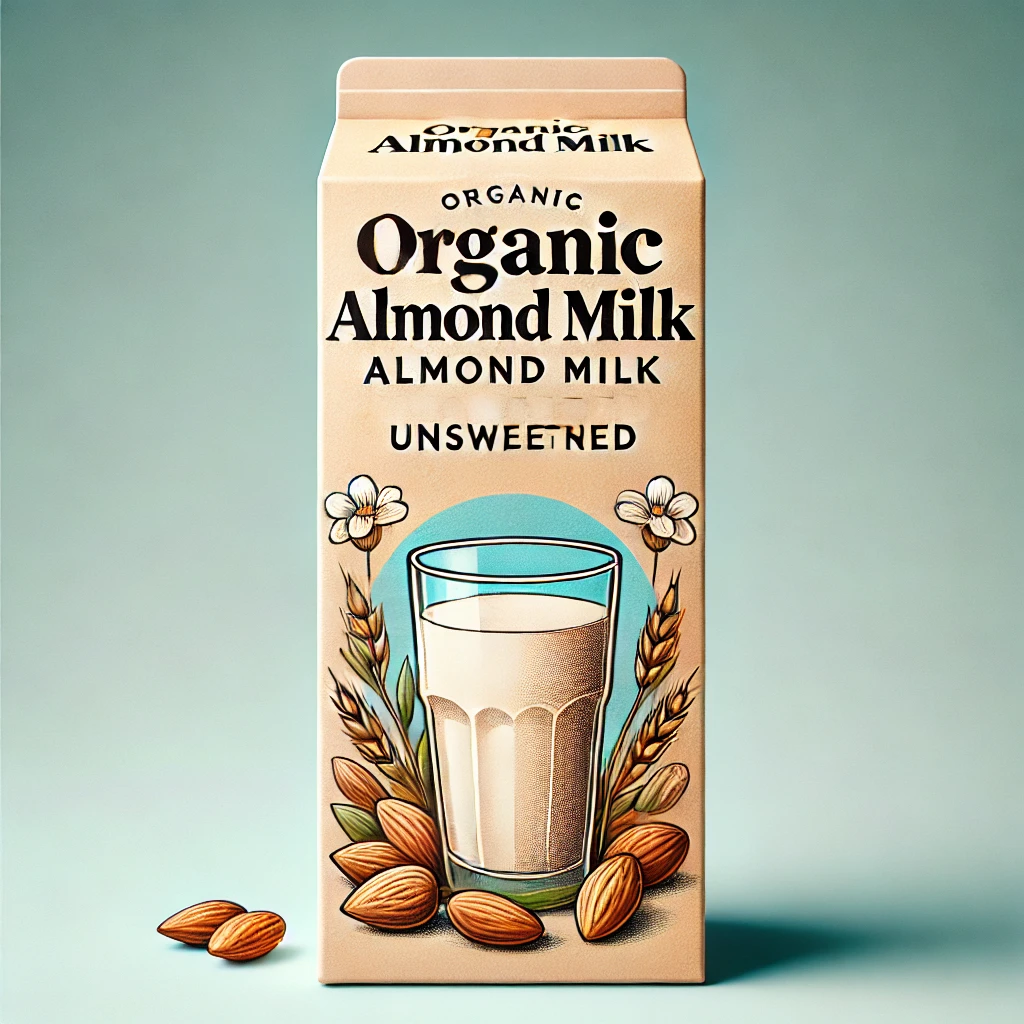 Organic
Almond Milk
ORGANIC
Organic
Almond Milk
ALMOND MILK
UNSWEETNED